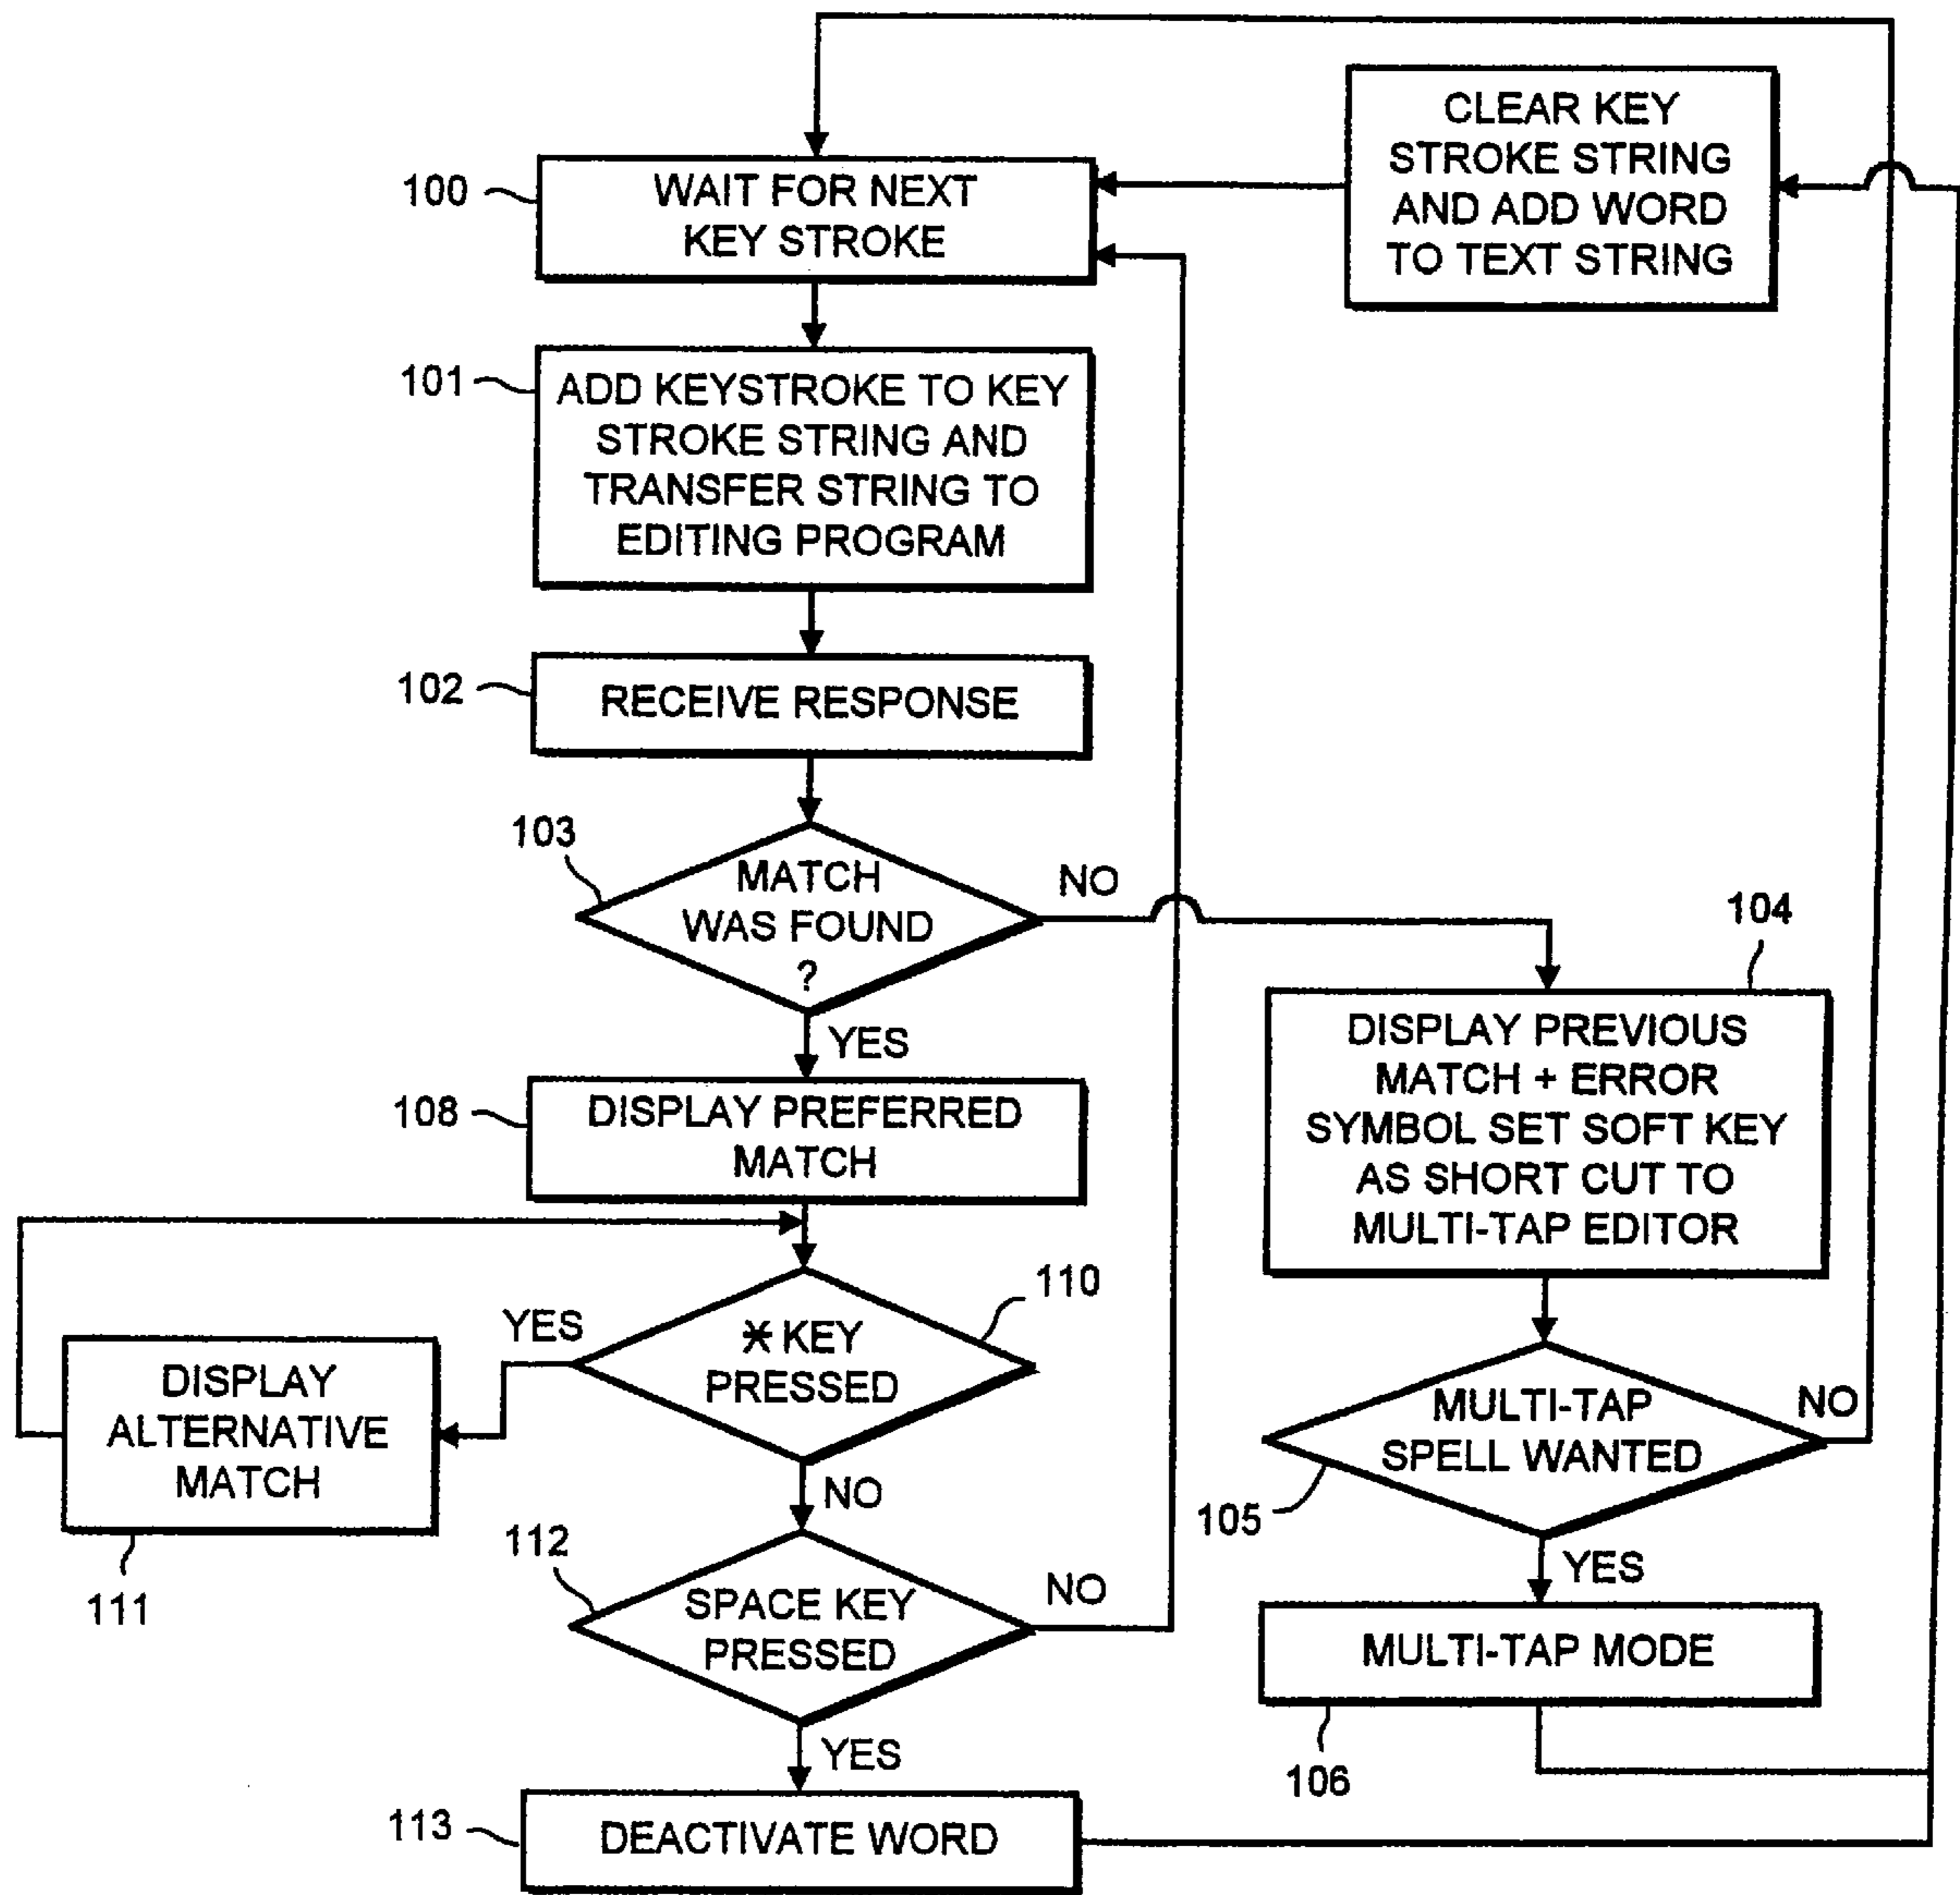 100
WAIT FOR NEXT
KEY STROKE
CLEAR KEY
STROKE STRING
AND ADD WORD
TO TEXT STRING
101
ADD KEYSTROKE TO KEY
STROKE STRING AND
TRANSFER STRING TO
EDITING PROGRAM
102
RECEIVE RESPONSE
103
MATCH
WAS FOUND
?
NO
YES
104
DISPLAY PREVIOUS
MATCH + ERROR
SYMBOL SET SOFT KEY
AS SHORT CUT TO
MULTI-TAP EDITOR
108
DISPLAY PREFERRED
MATCH
110
* KEY
PRESSED
YES
NO
DISPLAY
ALTERNATIVE
MATCH
111
105
MULTI-TAP
SPELL WANTED
NO
YES
112
SPACE KEY
PRESSED
NO
YES
MULTI-TAP MODE
106
113
DEACTIVATE WORD